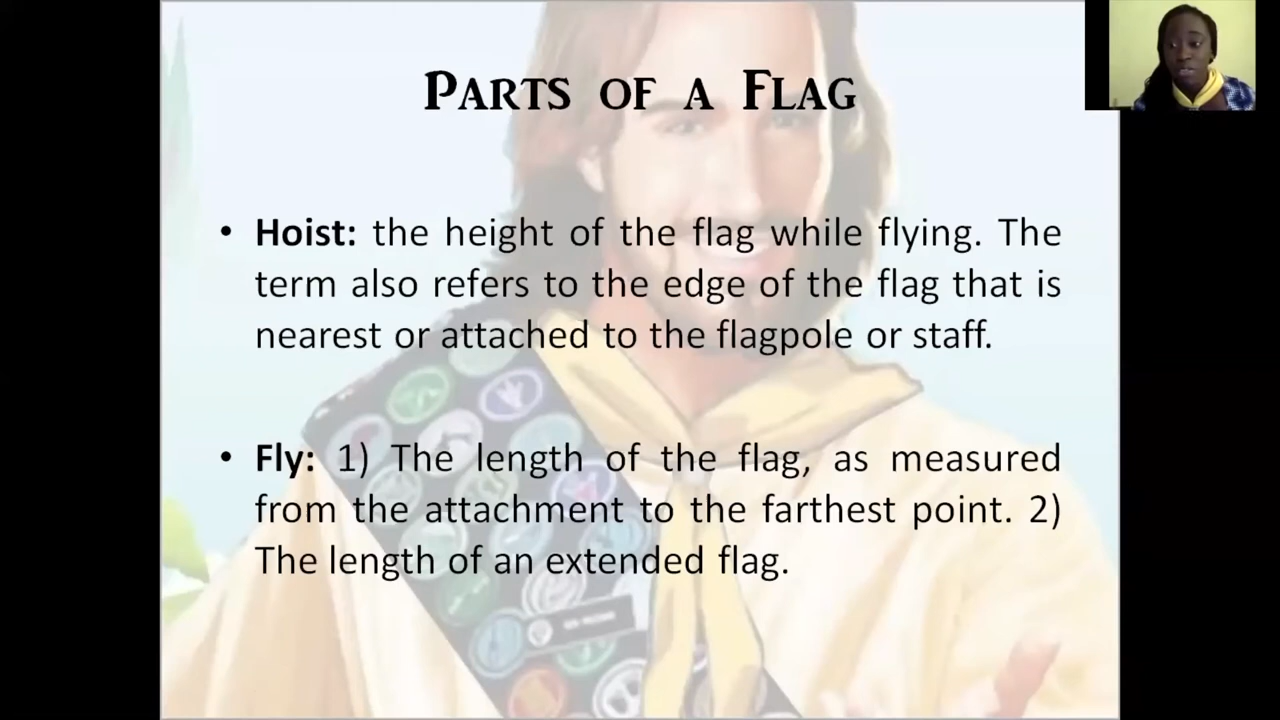 Parts of a Flag
• Hoist: the height of the flag while flying. The
term also refers to the edge of the flag that is
nearest or attached to the flagpole or staff.
• Fly: 1) The length of the flag, as measured
from the attachment to the farthest point. 2)
The length of an extended flag.